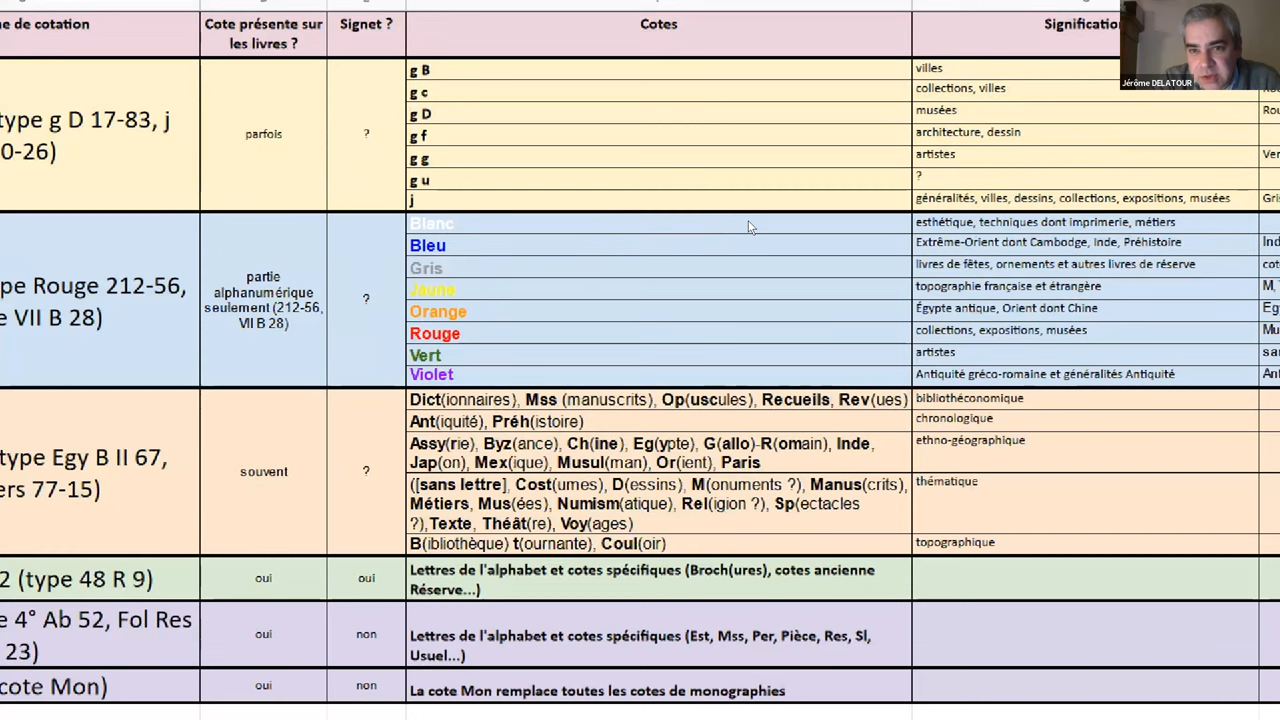 ne de cotation
Cote présente sur
les livres ?
Signet ?
Cotes
Signification
Jérôme DELATOUR
type g D 17-83, j
0-26)
parfois
?
g B
villes
g c
collections, villes
g D
musées
Rou
g f
architecture, dessin
g g
artistes
Ver
g u
?
j
généralités, villes, dessins, collections, expositions, musées
Gris
pe Rouge 212-56,
e VII B 28)
partie
alphanumérique
seulement (212-56,
VII B 28)
?
Blanc
esthétique, techniques dont imprimerie, métiers
Bleu
Extrême-Orient dont Cambodge, Inde, Préhistoire
Ind
Gris
livres de fêtes, ornements et autres livres de réserve
cot
Jaune
topographie française et étrangère
M,
Orange
Égypte antique, Orient dont Chine
Eg
Rouge
collections, expositions, musées
Mu
Vert
artistes
sar
Violet
Antiquité gréco-romaine et généralités Antiquité
Ant
type Egy B II 67,
ers 77-15)
souvent
?
Dict(ionnaires), Mss (manuscrits), Op(uscules), Recueils, Rev(ues)
bibliothéconomique
Ant(iquité), Préh(istoire)
chronologique
Assy(rie), Byz(ance), Ch(ine), Eg(ypte), G(allo)-R(omain), Inde,
Jap(on), Mex(ique), Musul(man), Or(ient), Paris
ethno-géographique
([sans lettre], Cost(umes), D(essins), M(onuments ?), Manus(crits),
Métiers, Mus(ées), Numism(atique), Rel(igion ?), Sp(ectacles
?),Texte, Théât(re), Voy(ages)
thématique
B(ibliothèque) t(ournante), Coul(oir)
topographique
2 (type 48 R 9)
oui
oui
Lettres de l'alphabet et cotes spécifiques (Broch(ures), cotes ancienne
Réserve...)
e 4° Ab 52, Fol Res
23)
oui
non
Lettres de l'alphabet et cotes spécifiques (Est, Mss, Per, Pièce, Res, Sl,
Usuel...)
cote Mon)
oui
non
La cote Mon remplace toutes les cotes de monographies